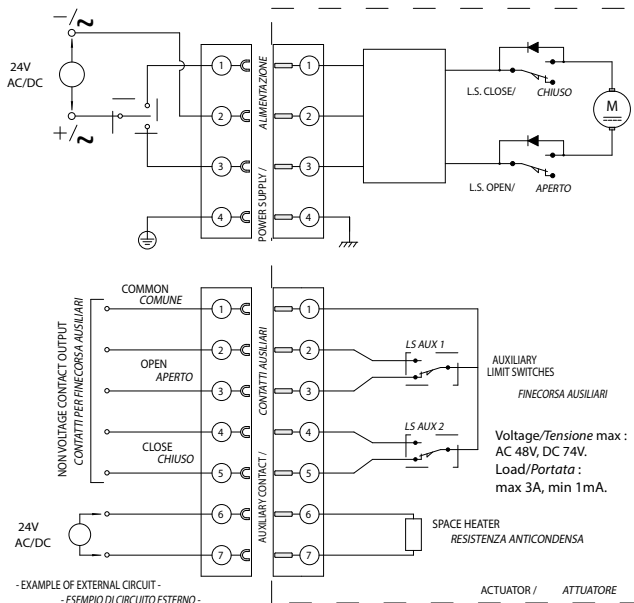 24V
AC/DC
1
2
3
4
POWER SUPPLY / ALIMENTAZIONE
1
2
3
4
L.S. CLOSE/ CHIUSO
L.S. OPEN/ APERTO
M
NON VOLTAGE CONTACT OUTPUT
CONTATTI PER FINECORSA AUSILIARI
COMMON
COMUNE
OPEN
APERTO
CLOSE
CHIUSO
24V
AC/DC
1
2
3
4
5
6
7
AUXILIARY CONTACT / CONTATTI AUSILIARI
1
2
3
4
5
6
7
LS AUX 1
LS AUX 2
AUXILIARY
LIMIT SWITCHES
FINECORSA AUSILIARI
Voltage/Tensione max :
AC 48V, DC 74V.
Load/Portata :
max 3A, min 1mA.
SPACE HEATER
RESISTENZA ANTICONDENSA
- EXAMPLE OF EXTERNAL CIRCUIT -
- ESEMPIO DI CIRCUITO ESTERNO -
ACTUATOR / ATTUATORE